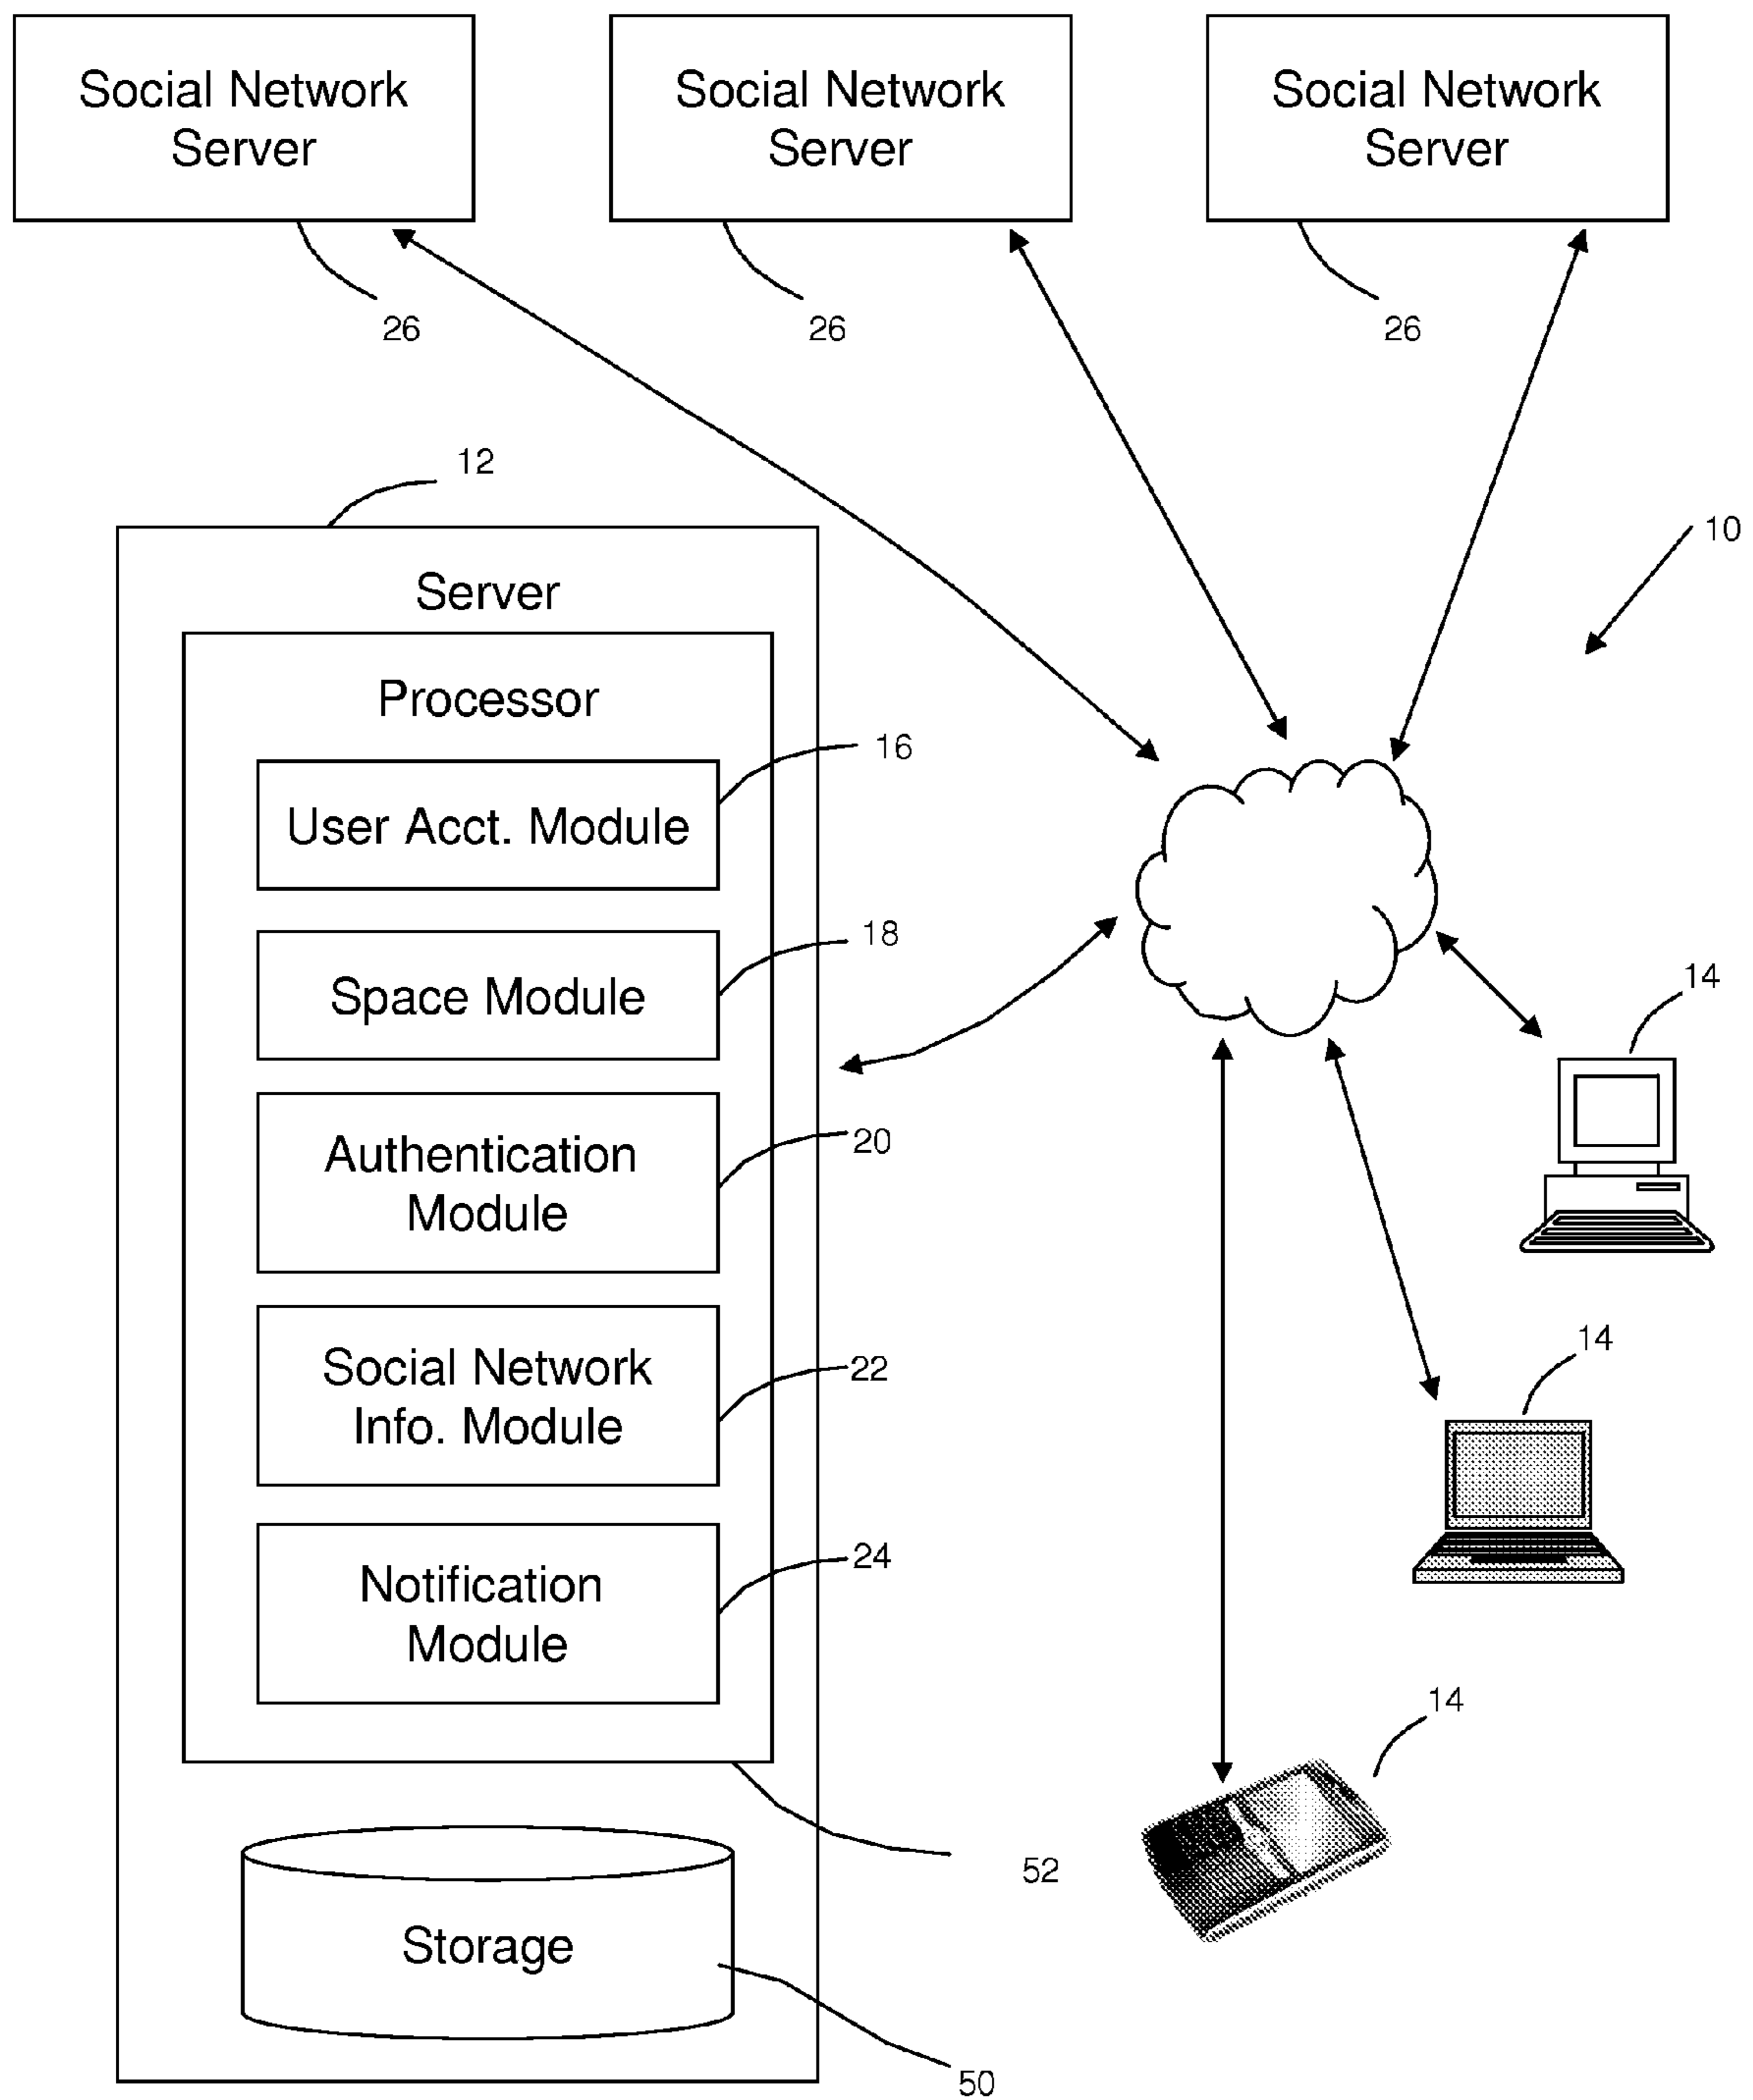 Social Network
Server
Social Network
Server
Social Network
Server
26
26
26
12
10
Server
Processor
16
User Acct. Module
18
Space Module
14
20
Authentication
Module
14
22
Social Network
Info. Module
24
Notification
Module
14
52
Storage
50